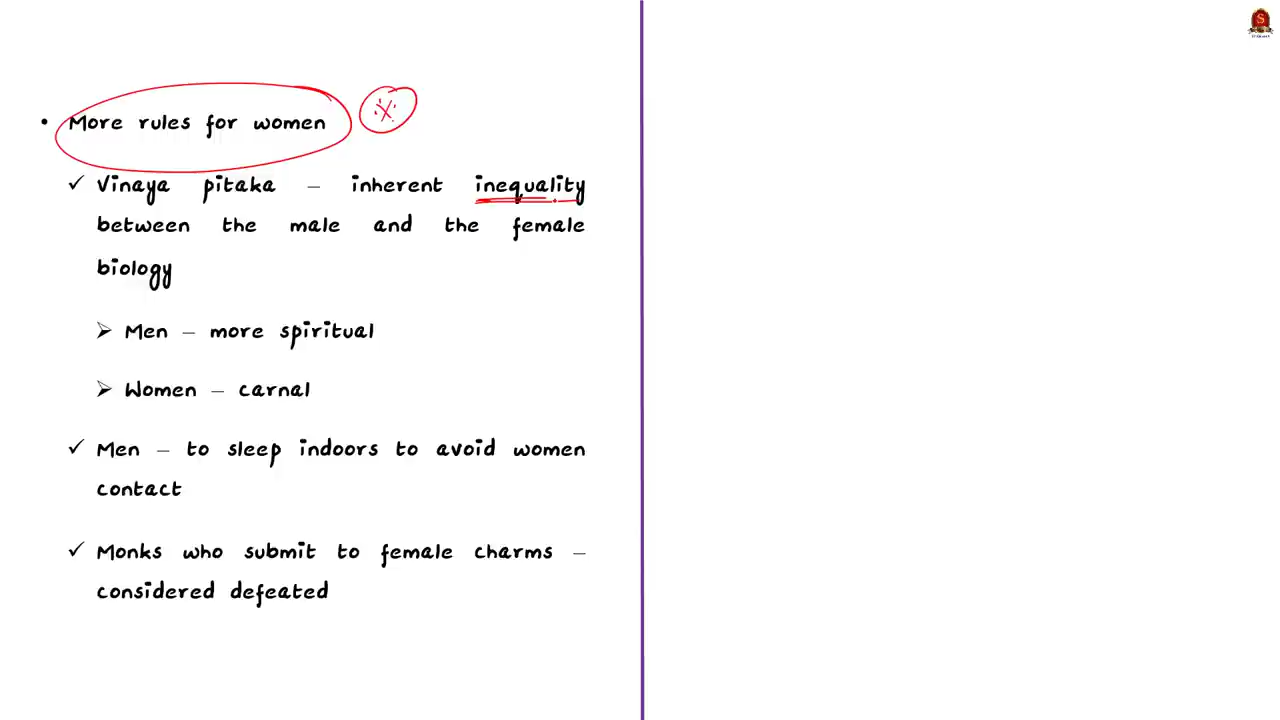 • More rules for women
✓ Vinaya pitaka – inherent inequality
between the male and the female
biology
➢ Men – more spiritual
➢ Women – carnal
✓ Men – to sleep indoors to avoid women
contact
✓ Monks who submit to female charms –
considered defeated